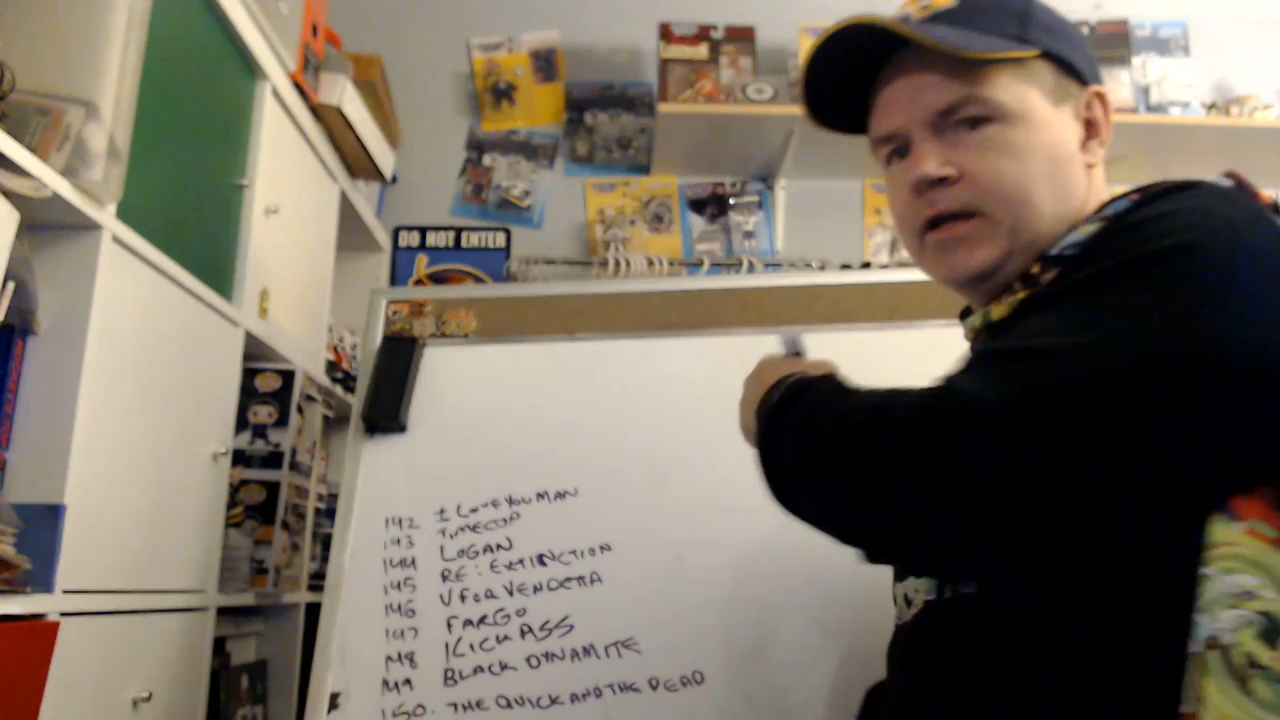 DO NOT ENTER
142 I LOVE YOU MAN
143 TIMECOP
144 LOGAN
145 RE: EXTINCTION
146 V FOR VENDETTA
147 FARGO
148 KICK ASS
149 BLACK DYNAMITE
150. THE QUICK AND THE DEAD